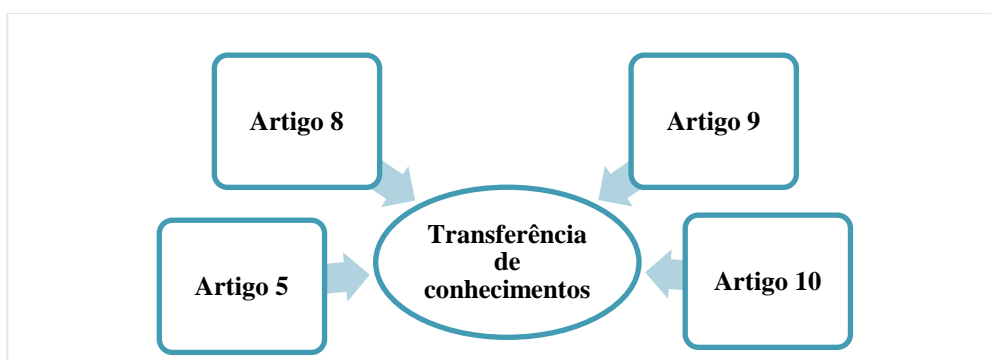 Artigo 8
Artigo 9
Transferência
de
conhecimentos
Artigo 5
Artigo 10